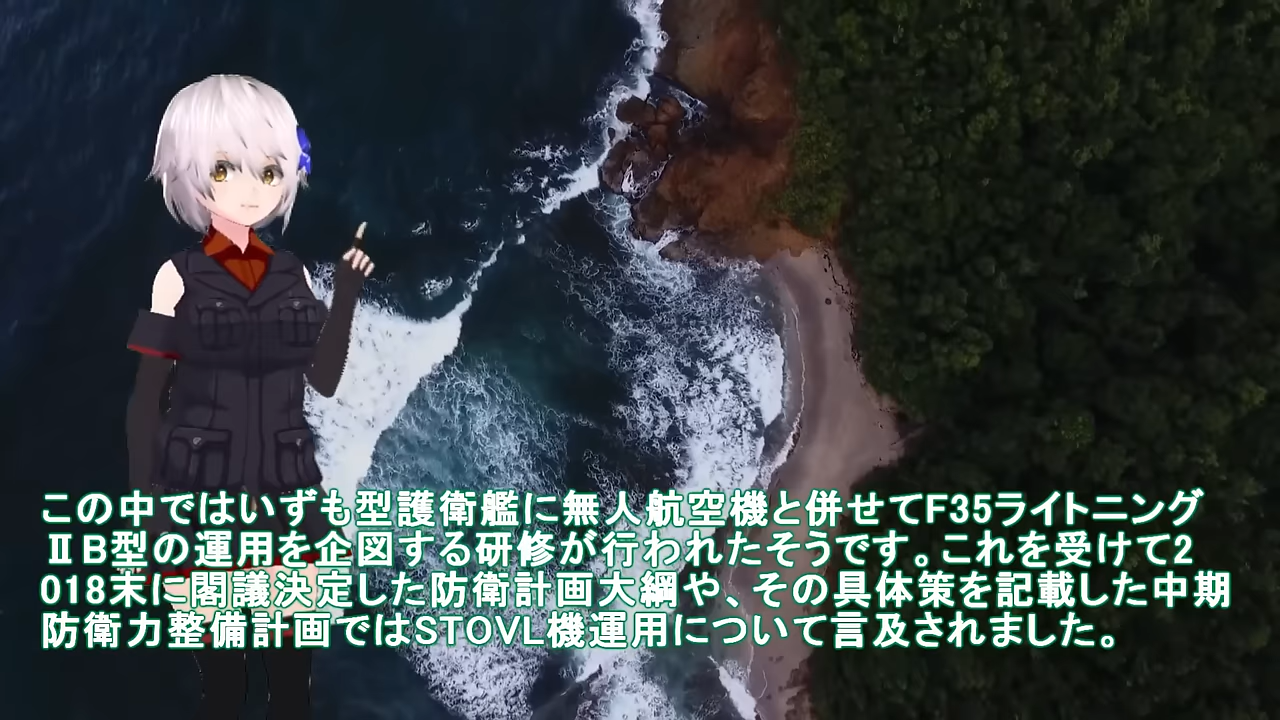 この中ではいずも型護衛艦に無人航空機と併せてF35ライトニング
ⅡB型の運用を企図する研修が行われたそうです。これを受けて2
018末に閣議決定した防衛計画大綱や、その具体策を記載した中期
防衛力整備計画ではSTOVL機運用について言及されました。